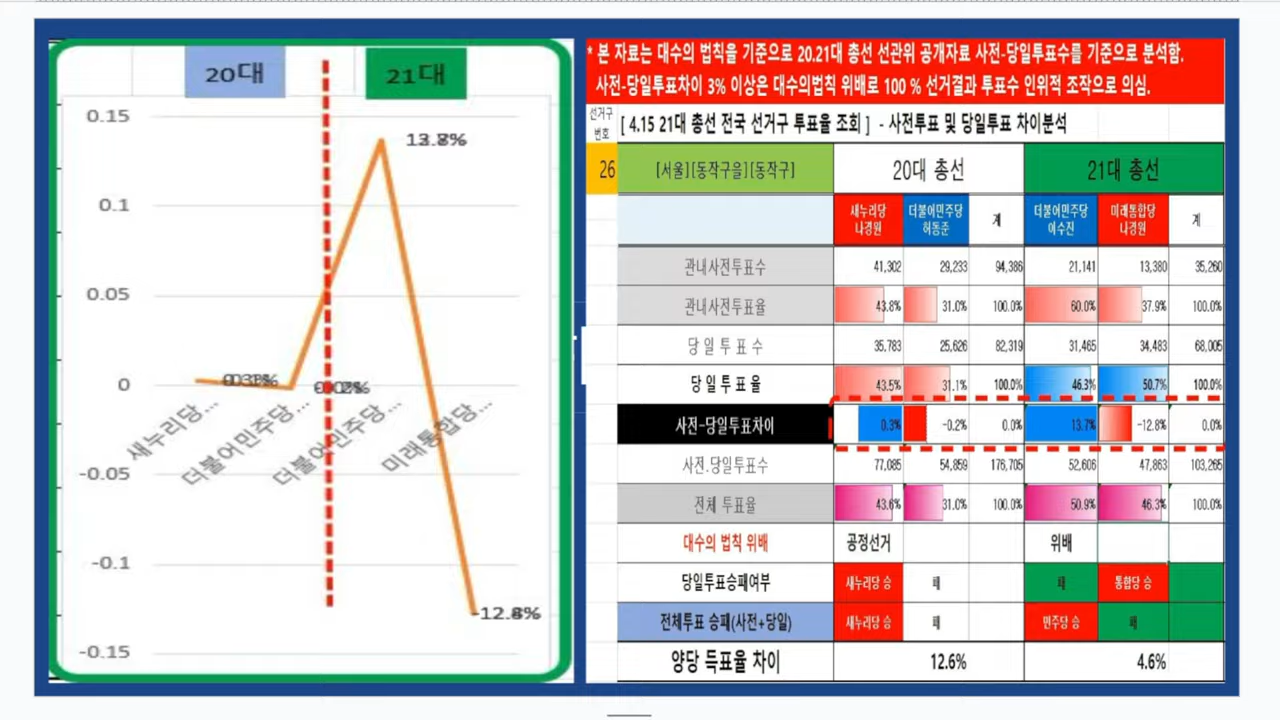 20대
21대
0.15
0.1
0.05
0
-0.05
-0.1
-0.15
-12.8%
새누리당...
더불어민주당...
더불어민주당...
미래통합당...
* 본 자료는 대수의 법칙을 기준으로 20.21대 총선 선관위 공개자료 사전-당일투표수를 기준으로 분석함.
사전-당일투표차이 3% 이상은 대수의법칙 위배로 100 % 선거결과 투표수 인위적 조작으로 의심.
선거구
번호
[ 4.15 21대 총선 전국 선거구 투표율 조회 ] - 사전투표 및 당일투표 차이분석
26 [서울][동작구을][동작구] 20대 총선 21대 총선
새누리당 더불어민주당 계 더불어민주당 미래통합당 계
나경원 허동준 이수진 나경원
관내사전투표수 41,302 29,233 94,386 21,141 13,380 35,260
관내사전투표율 43.8% 31.0% 100.0% 60.0% 37.9% 100.0%
당 일 투 표 수 35,783 25,626 82,319 31,465 34,483 68,005
당 일 투 표 율 43.5% 31.1% 100.0% 46.3% 50.7% 100.0%
사전-당일투표차이 0.3% -0.2% 0.0% 13.7% -12.8% 0.0%
사전.당일투표수 77,085 54,859 176,705 52,606 47,863 103,265
전체 투표율 43.6% 31.0% 100.0% 50.9% 46.3% 100.0%
대수의 법칙 위배 공정선거 위배
당일투표승패여부 새누리당 승 패 패 통합당 승
전체투표 승패(사전+당일) 새누리당 승 패 민주당 승 패
양당 득표율 차이 12.6% 4.6%